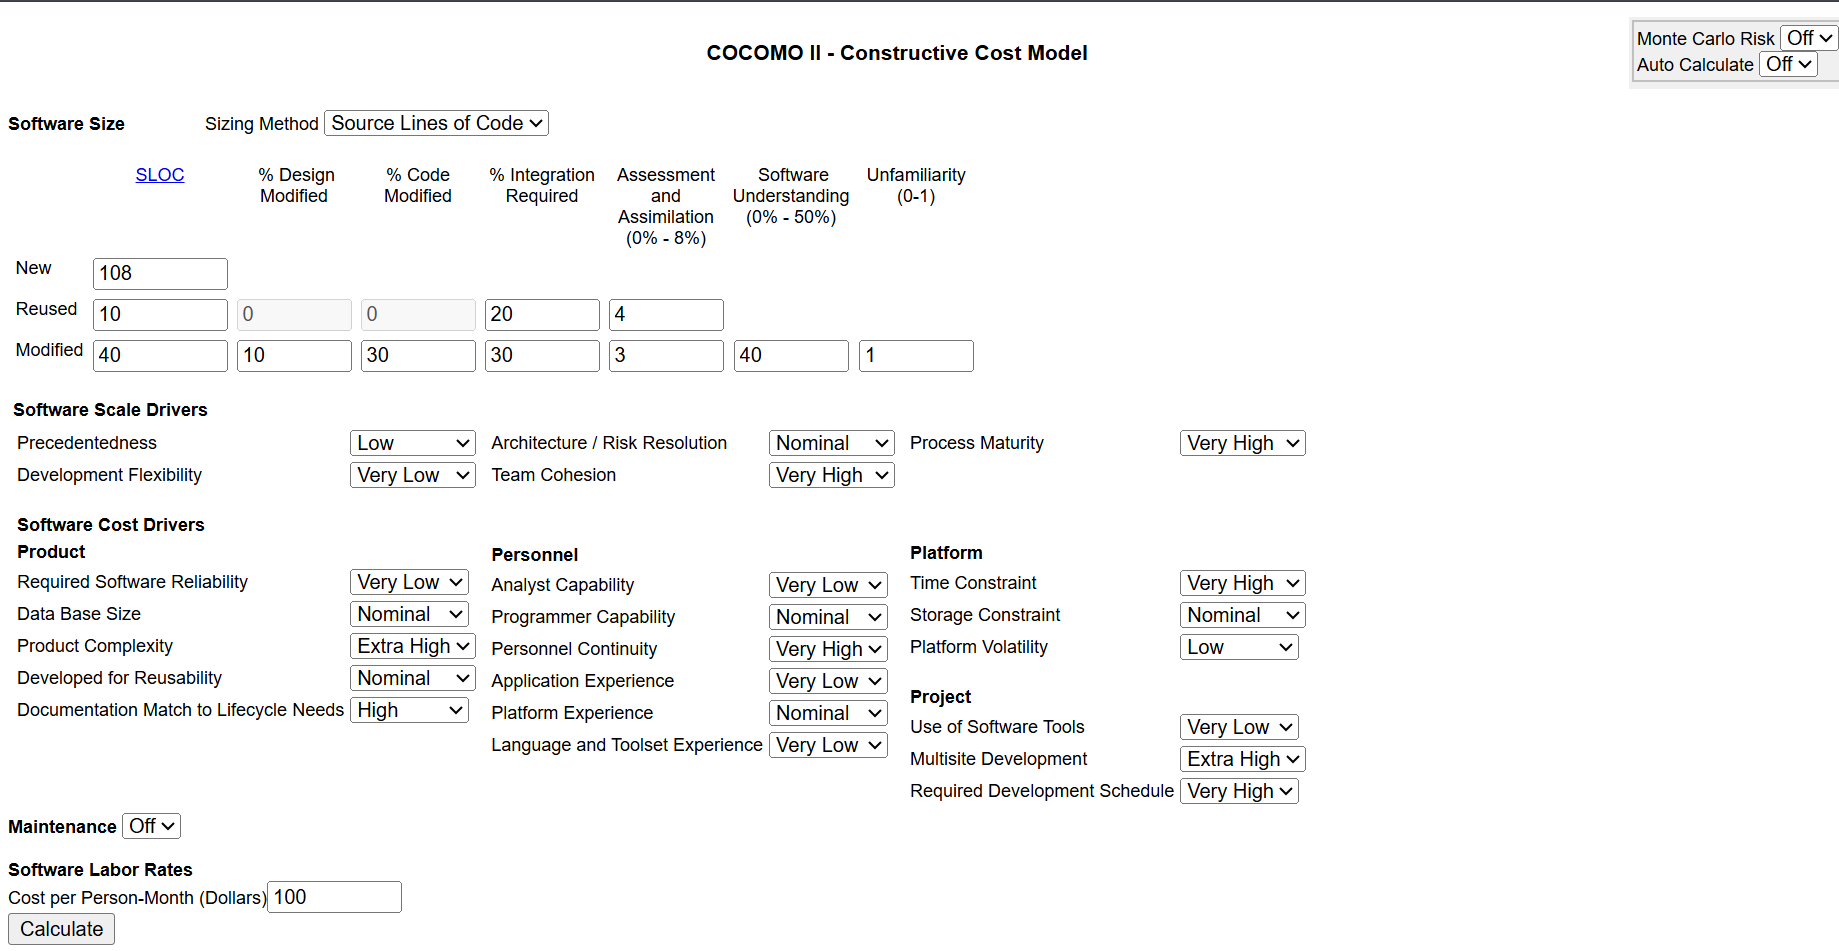 COCOMO II - Constructive Cost Model
Monte Carlo Risk Off
Auto Calculate Off
Software Size Sizing Method Source Lines of Code
SLOC % Design Modified % Code Modified % Integration Required Assessment and Assimilation (0% - 8%) Software Understanding (0% - 50%) Unfamiliarity (0-1)
New 108
Reused 10 0 0 20 4
Modified 40 10 30 30 3 40 1
Software Scale Drivers
Precedentedness Low Architecture / Risk Resolution Nominal Process Maturity Very High
Development Flexibility Very Low Team Cohesion Very High
Software Cost Drivers
Product
Required Software Reliability Very Low
Data Base Size Nominal
Product Complexity Extra High
Developed for Reusability Nominal
Documentation Match to Lifecycle Needs High
Personnel
Analyst Capability Very Low
Programmer Capability Nominal
Personnel Continuity Very High
Application Experience Very Low
Platform Experience Nominal
Language and Toolset Experience Very Low
Platform
Time Constraint Very High
Storage Constraint Nominal
Platform Volatility Low
Project
Use of Software Tools Very Low
Multisite Development Extra High
Required Development Schedule Very High
Maintenance Off
Software Labor Rates
Cost per Person-Month (Dollars) 100
Calculate